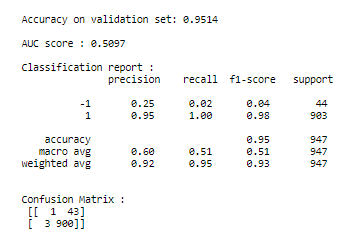 Accuracy on validation set: 0.9514
AUC score : 0.5097
Classification report :
precision recall f1-score support
-1 0.25 0.02 0.04 44
1 0.95 1.00 0.98 903
accuracy 0.95 947
macro avg 0.60 0.51 0.51 947
weighted avg 0.92 0.95 0.93 947
Confusion Matrix :
[[ 1 43]
[ 3 900]]